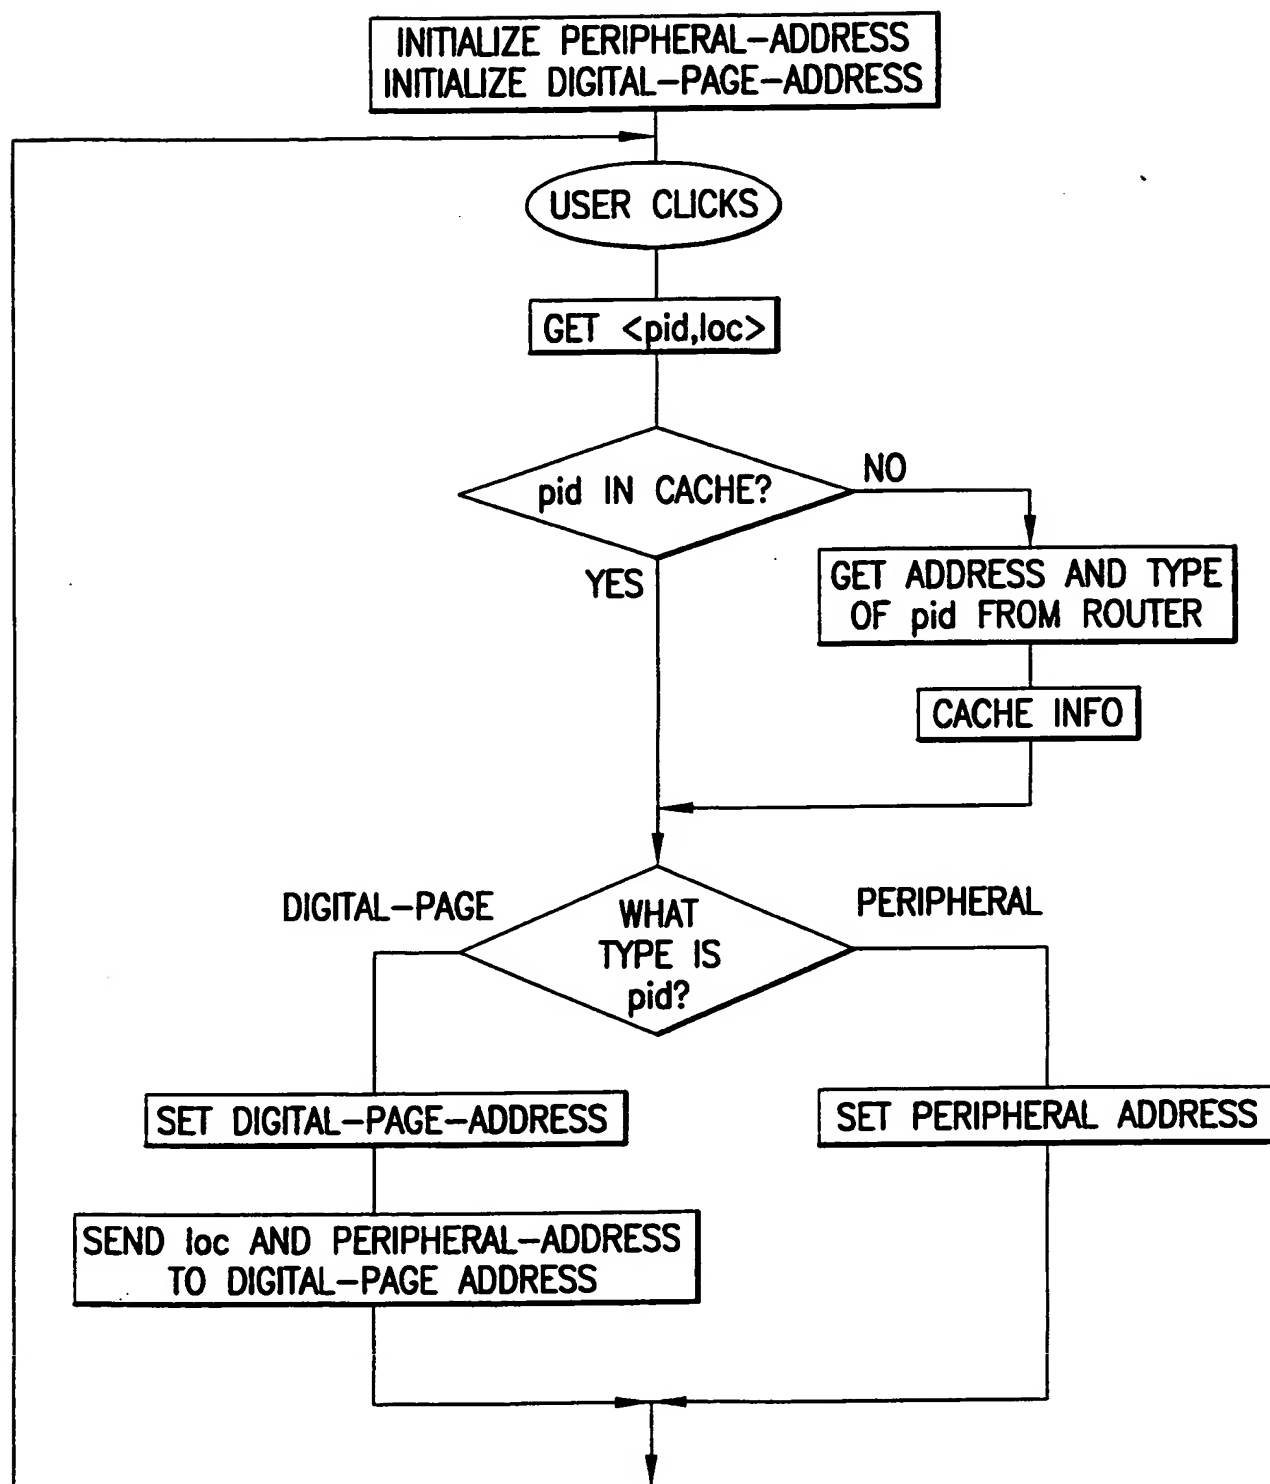 INITIALIZE PERIPHERAL-ADDRESS
INITIALIZE DIGITAL-PAGE-ADDRESS
USER CLICKS
GET <pid,loc>
pid IN CACHE?
NO
YES
GET ADDRESS AND TYPE
OF pid FROM ROUTER
CACHE INFO
DIGITAL-PAGE
PERIPHERAL
WHAT
TYPE IS
pid?
SET DIGITAL-PAGE-ADDRESS
SET PERIPHERAL ADDRESS
SEND loc AND PERIPHERAL-ADDRESS
TO DIGITAL-PAGE ADDRESS